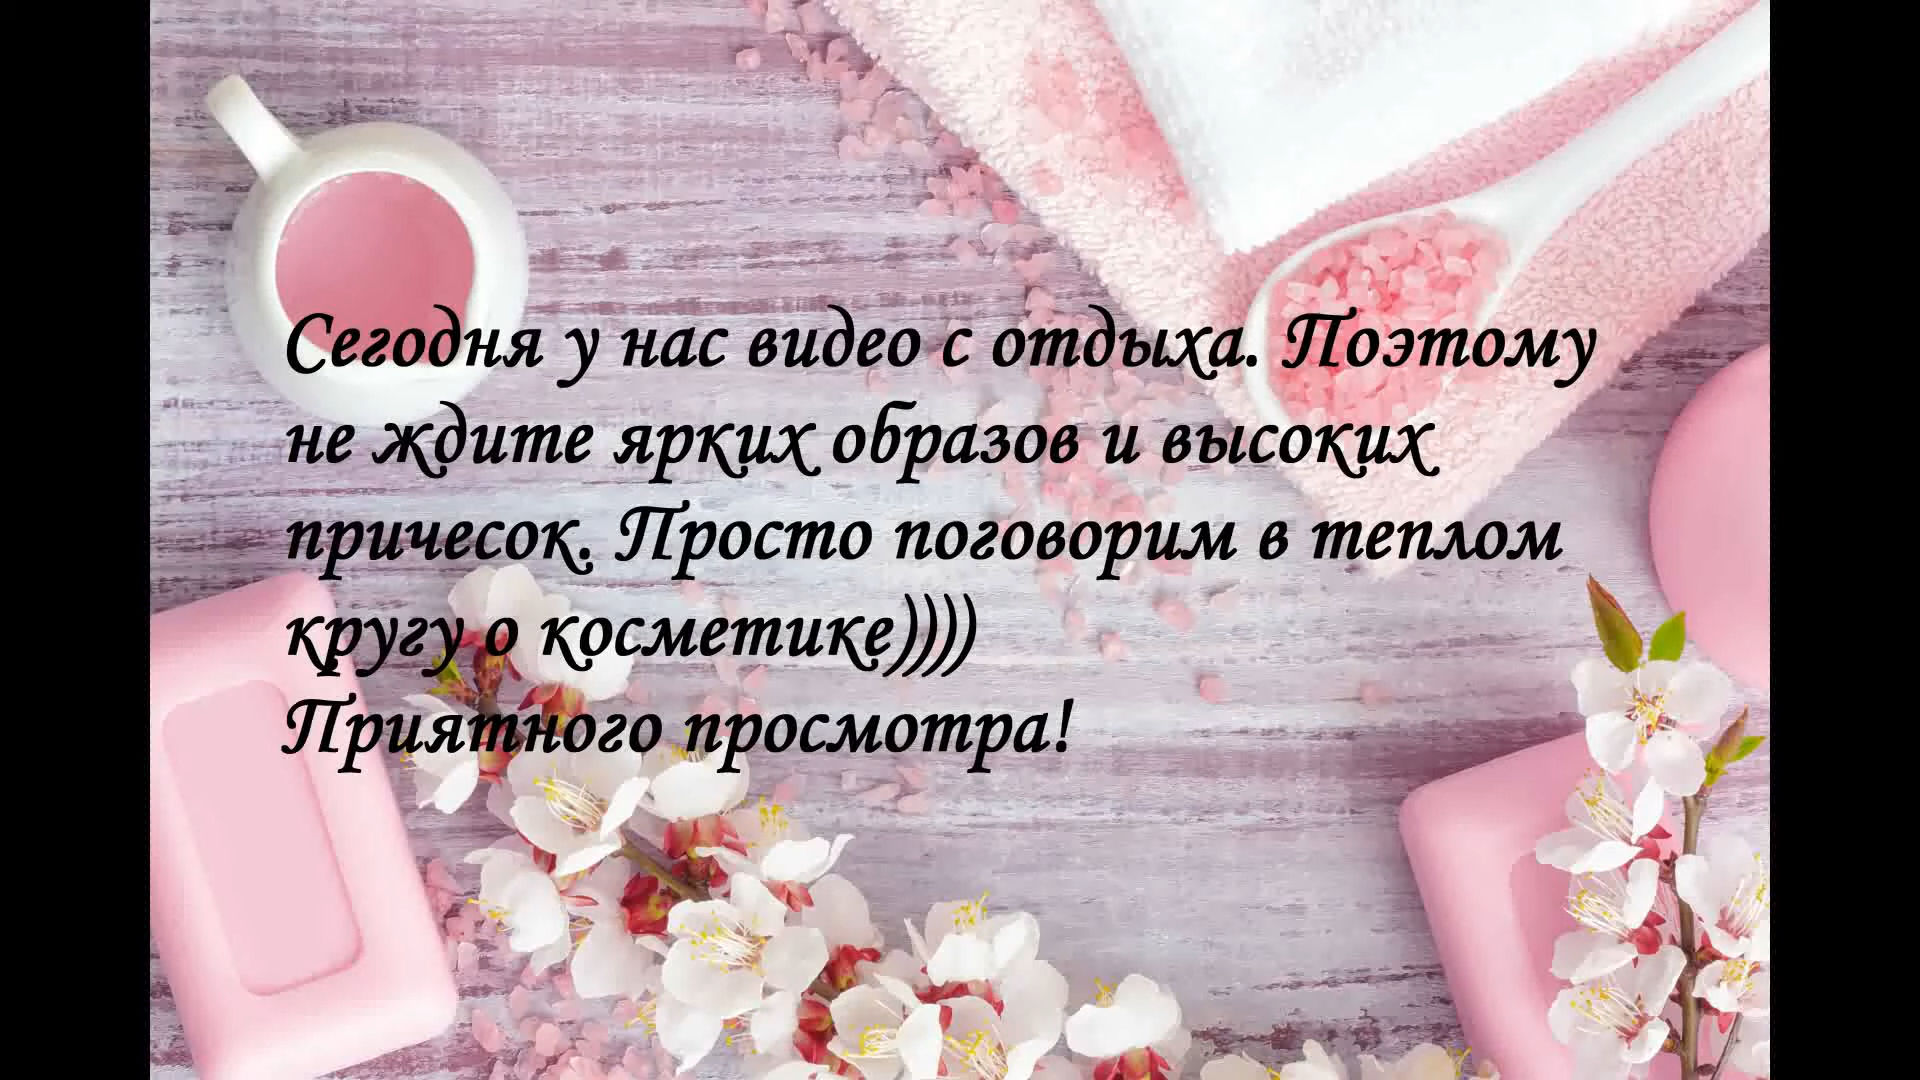 Сегодня у нас видео с отдыха. Поэтому
не ждите ярких образов и высоких
причесок. Просто поговорим в теплом
кругу о косметике))))
Приятного просмотра!